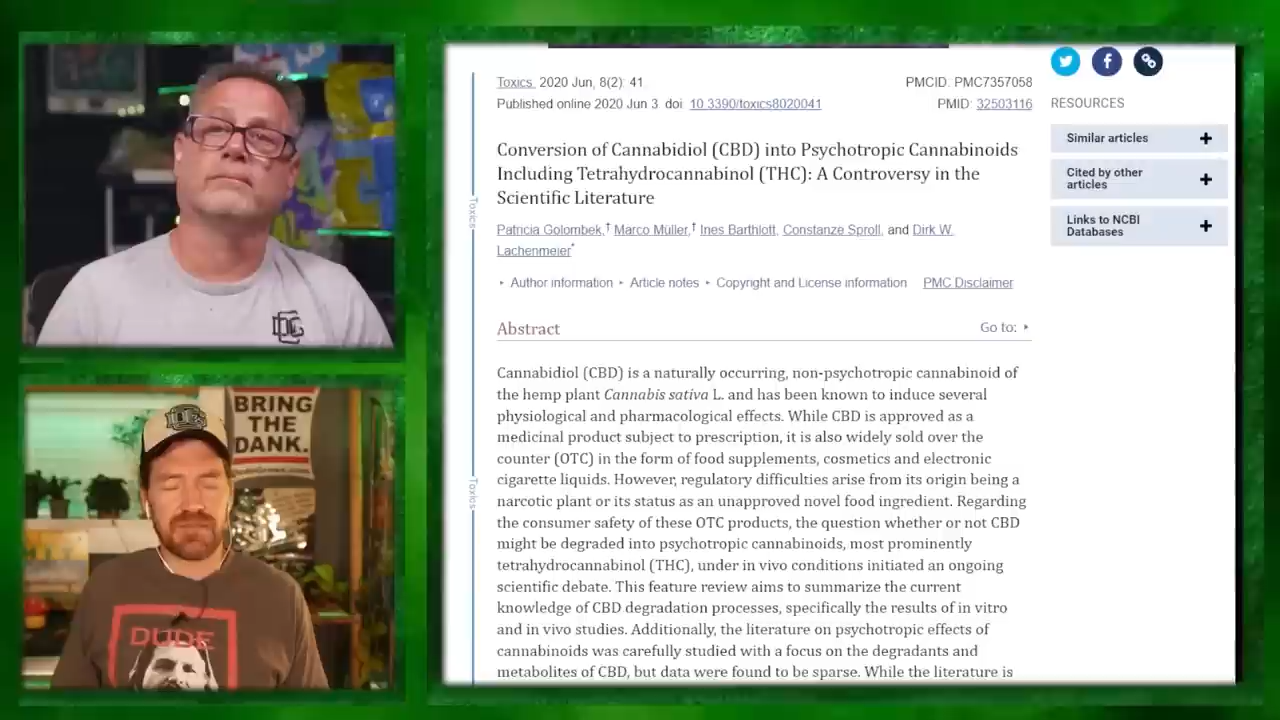 BRING
THE
DANK.
DUDE
Toxics. 2020 Jun, 8(2): 41
PMCID: PMC7357058
Published online 2020 Jun 3. doi 10.3390/toxics8020041
PMID: 32503116
Conversion of Cannabidiol (CBD) into Psychotropic Cannabinoids
Including Tetrahydrocannabinol (THC): A Controversy in the
Scientific Literature
Patricia Golombek,† Marco Müller,† Ines Barthlott, Constanze Sproll, and Dirk W.
Lachenmeier*
Author information Article notes Copyright and License information PMC Disclaimer
Abstract
Go to:
Cannabidiol (CBD) is a naturally occurring, non-psychotropic cannabinoid of
the hemp plant Cannabis sativa L. and has been known to induce several
physiological and pharmacological effects. While CBD is approved as a
medicinal product subject to prescription, it is also widely sold over the
counter (OTC) in the form of food supplements, cosmetics and electronic
cigarette liquids. However, regulatory difficulties arise from its origin being a
narcotic plant or its status as an unapproved novel food ingredient. Regarding
the consumer safety of these OTC products, the question whether or not CBD
might be degraded into psychotropic cannabinoids, most prominently
tetrahydrocannabinol (THC), under in vivo conditions initiated an ongoing
scientific debate. This feature review aims to summarize the current
knowledge of CBD degradation processes, specifically the results of in vitro
and in vivo studies. Additionally, the literature on psychotropic effects of
cannabinoids was carefully studied with a focus on the degradants and
metabolites of CBD, but data were found to be sparse. While the literature is
Toxics
Toxics
RESOURCES
Similar articles
Cited by other
articles
Links to NCBI
Databases